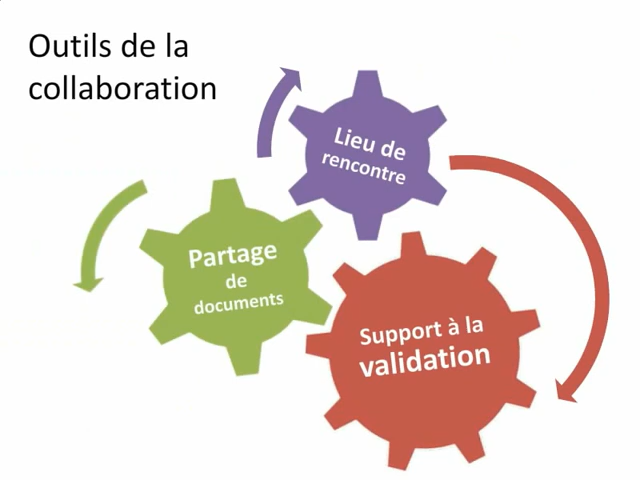 Outils de la
collaboration
Lieu de
rencontre
Partage
de
documents
Support à la
validation